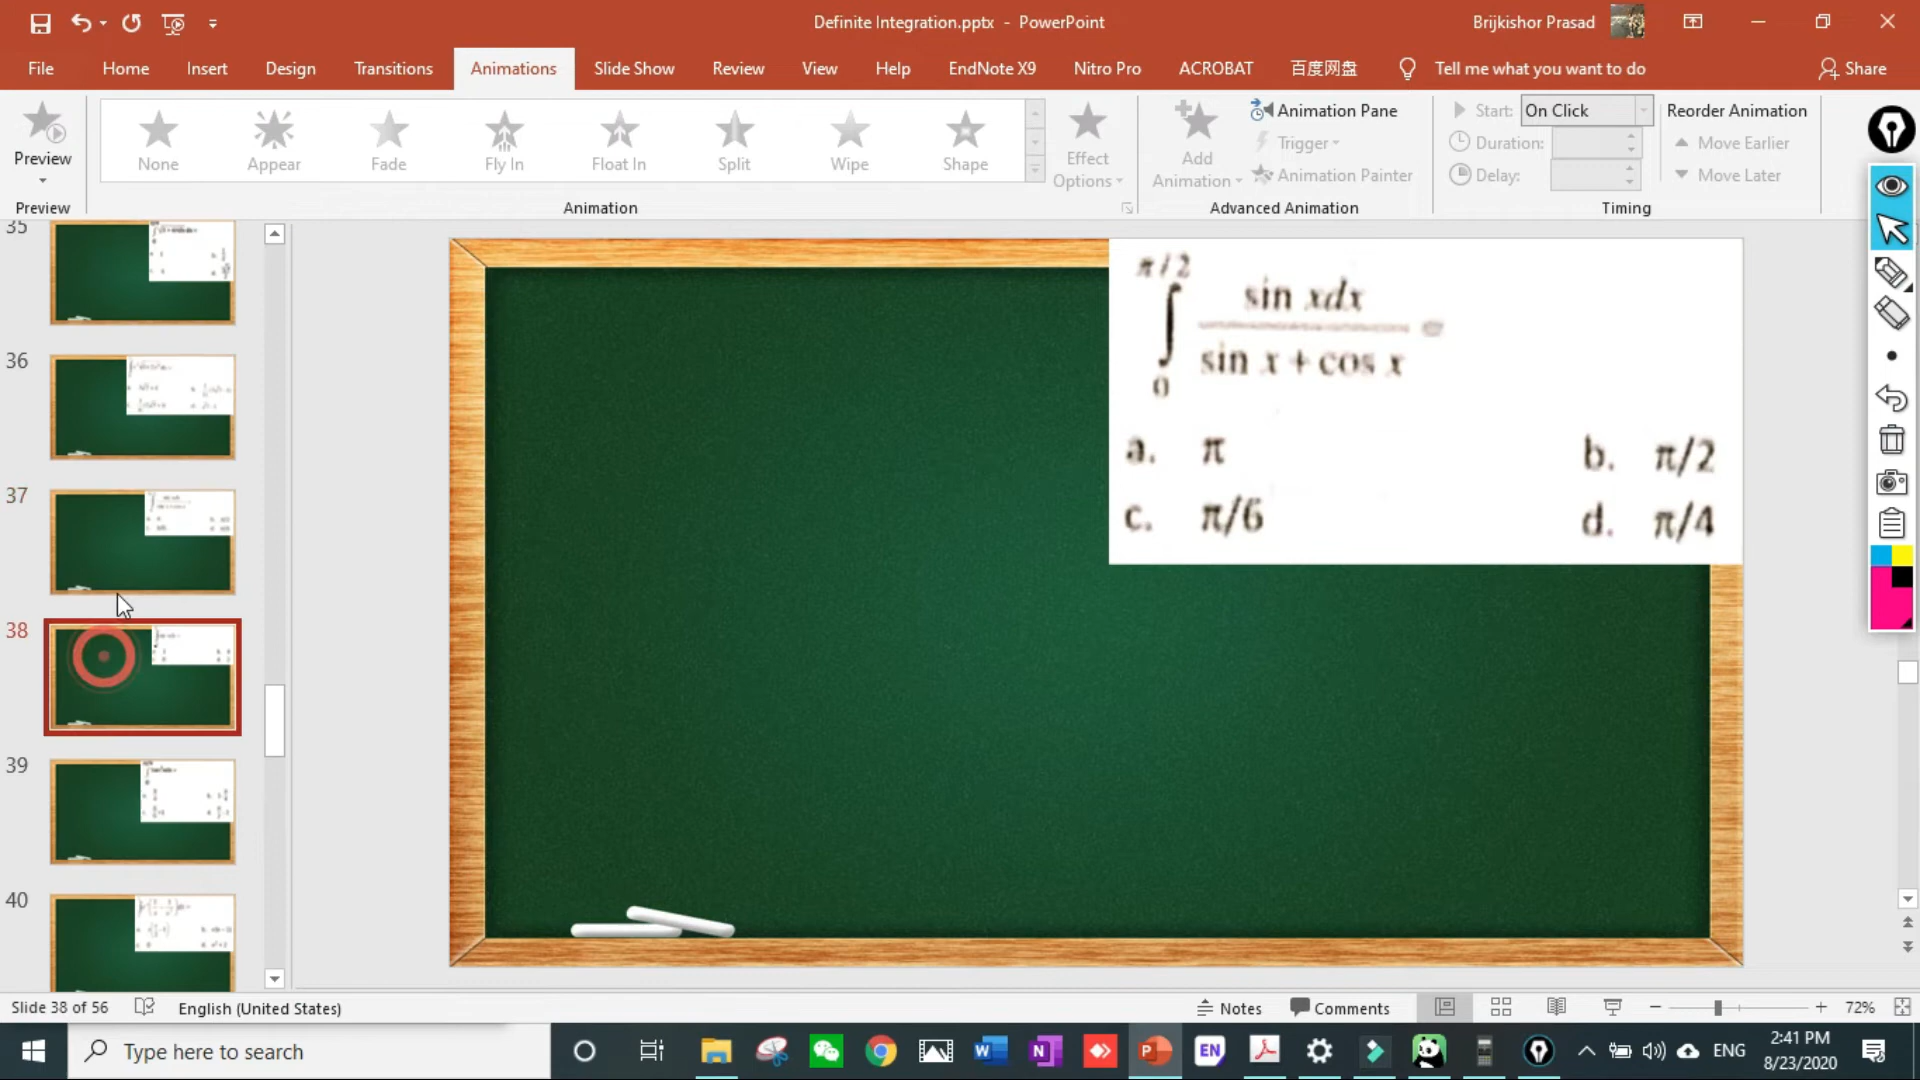 Definite Integration.pptx - PowerPoint
Brijkishor Prasad
File
Home
Insert
Design
Transitions
Animations
Slide Show
Review
View
Help
EndNote X9
Nitro Pro
ACROBAT
百度网盘
Tell me what you want to do
Share
Preview
None
Appear
Fade
Fly In
Float In
Split
Wipe
Shape
Effect
Options
Add
Animation
Animation Pane
Trigger
Animation Painter
Start: On Click
Duration:
Delay:
Reorder Animation
Move Earlier
Move Later
Preview
Animation
Advanced Animation
Timing
35
36
37
38
39
40
π/2
∫ sin xdx
sin x + cos x =
0
a. π
b. π/2
c. π/6
d. π/4
Slide 38 of 56
English (United States)
Notes
Comments
72%
Type here to search
EN
ENG
2:41 PM
8/23/2020